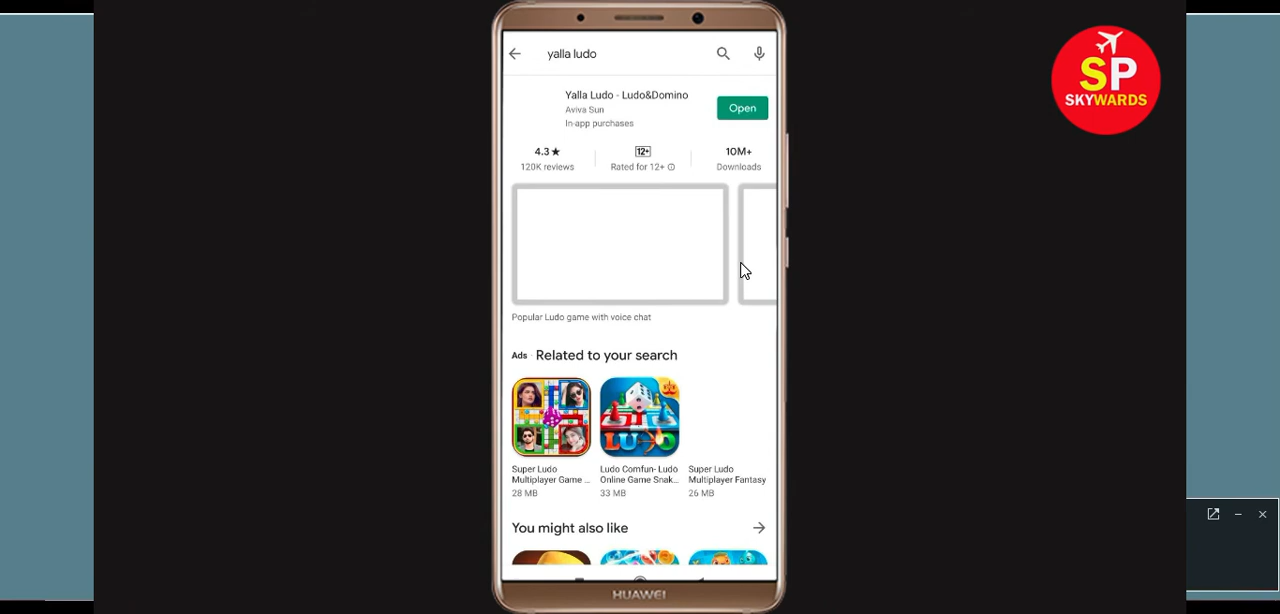 yalla ludo
SP
SKYWARDS
Yalla Ludo - Ludo&Domino
Aviva Sun
In-app purchases
Open
4.3★
120K reviews
12+
Rated for 12+
10M+
Downloads
Popular Ludo game with voice chat
Ads · Related to your search
LUDO
Super Ludo
Multiplayer Game ...
28 MB
Ludo Comfun- Ludo
Online Game Snak...
33 MB
Super Ludo
Multiplayer Fantasy
26 MB
You might also like
HUAWEI